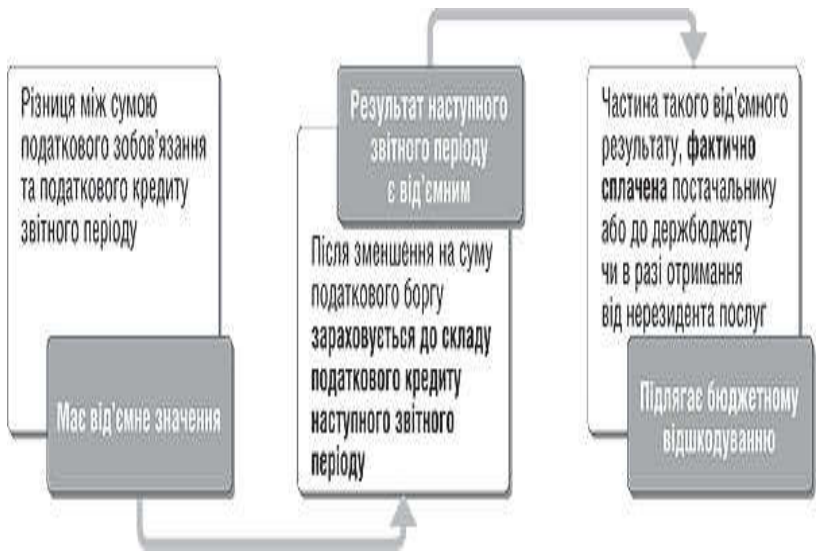 Різниця між сумою
податкового зобов'язання
та податкового кредиту
звітного періоду
Має від'ємне значення
Результат наступного
звітного періоду
є від'ємним
Після зменшення на суму
податкового боргу
зараховується до складу
податкового кредиту
наступного звітного
періоду
Частина такого від'ємного
результату, фактично
сплачена постачальнику
або до держбюджету
чи в разі отримання
від нерезидента послуг
Підлягає бюджетному
відшкодуванню